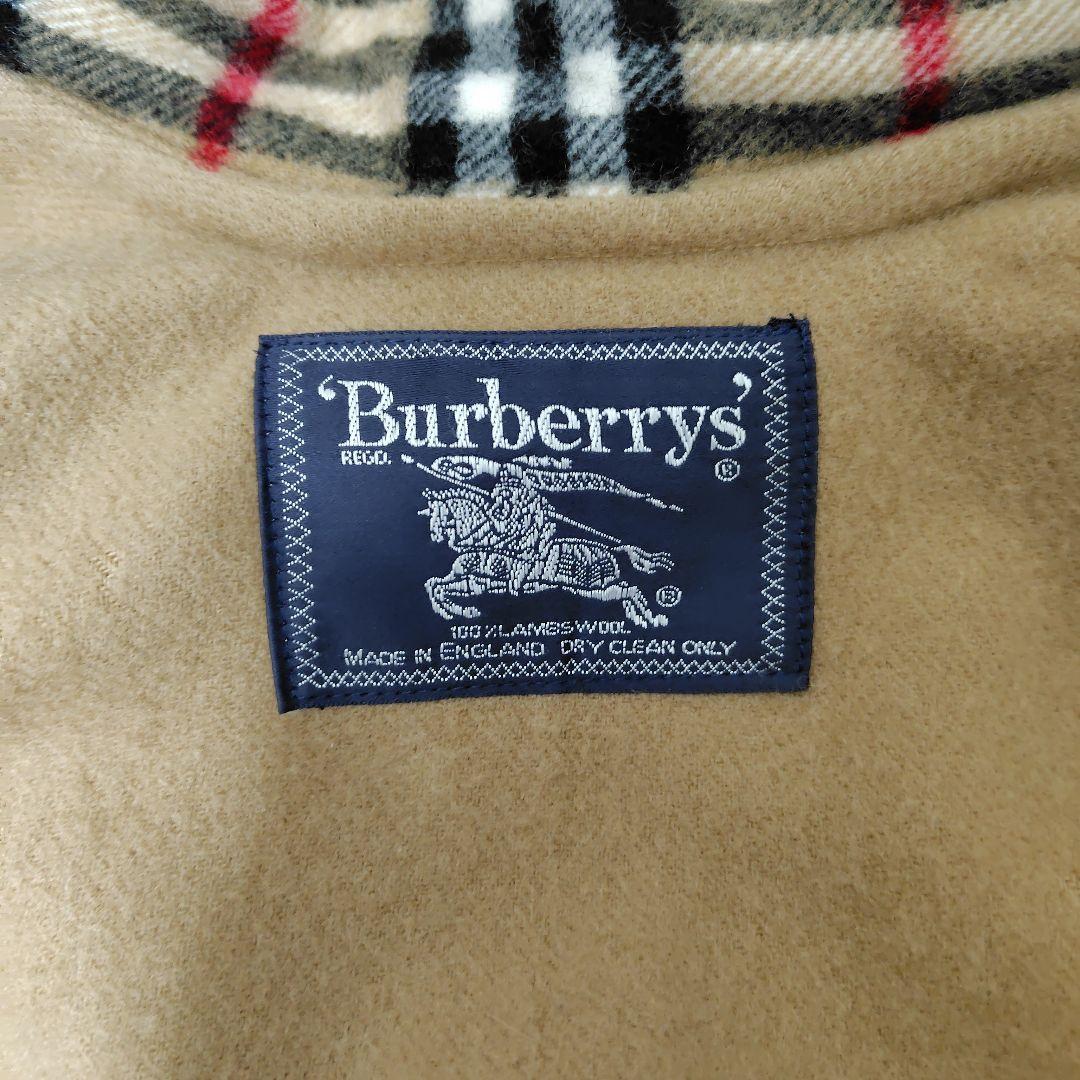 ‘Burberrys’
REGD. ®
®
100% LAMBSWOOL
MADE IN ENGLAND DRY CLEAN ONLY